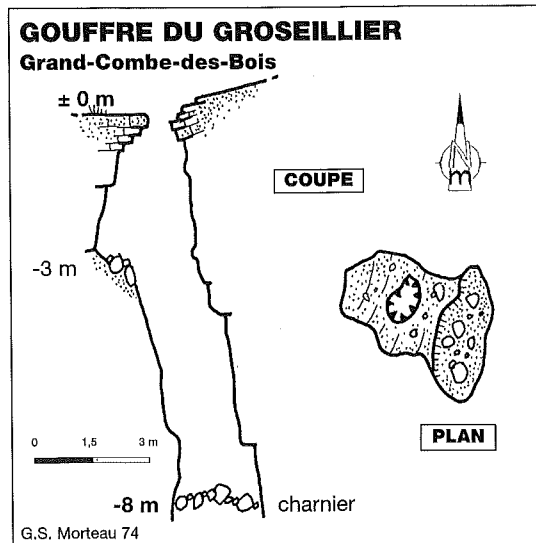 GOUFFRE DU GROSEILLIER
Grand-Combe-des-Bois
± 0 m
COUPE
-3 m
PLAN
0 1,5 3 m
-8 m
charnier
G.S. Morteau 74